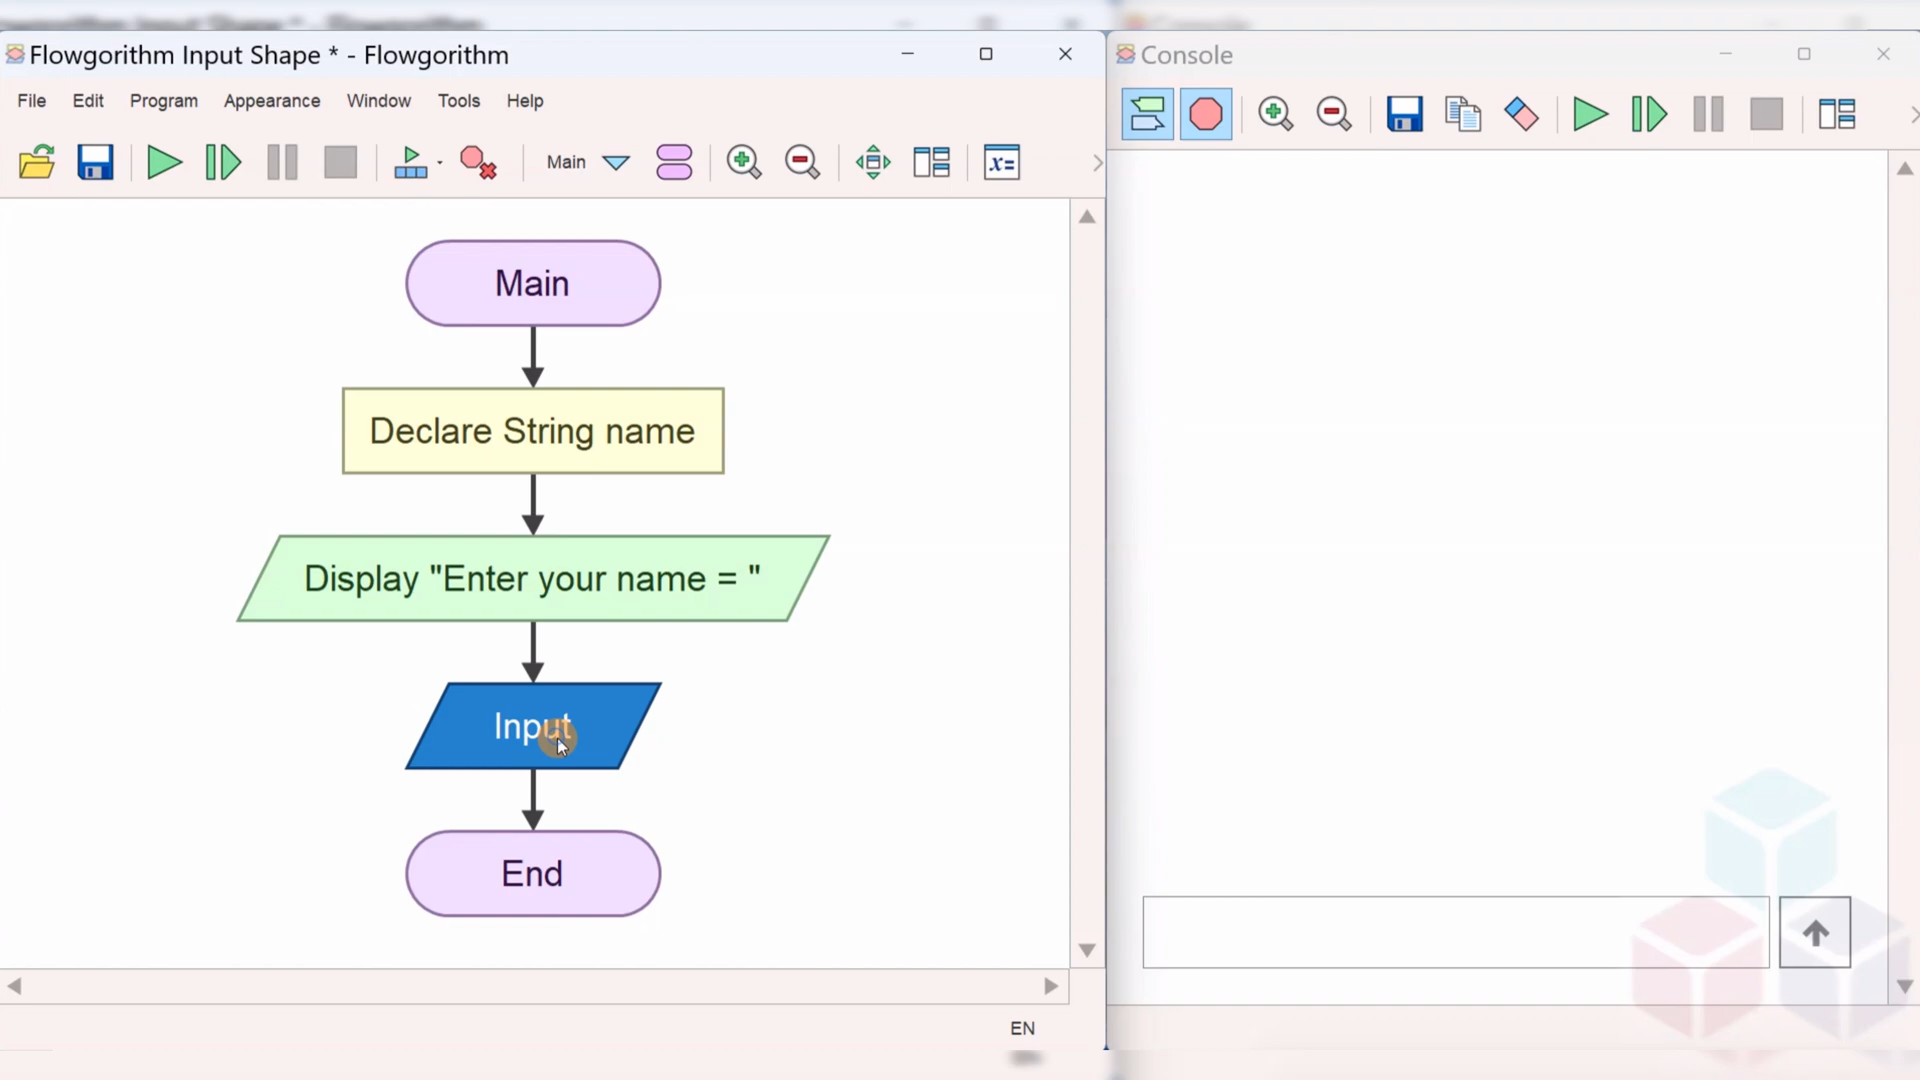 Flowgorithm Input Shape * - Flowgorithm
File Edit Program Appearance Window Tools Help
Main
x=
Main
Declare String name
Display "Enter your name = "
Input
End
EN
Console